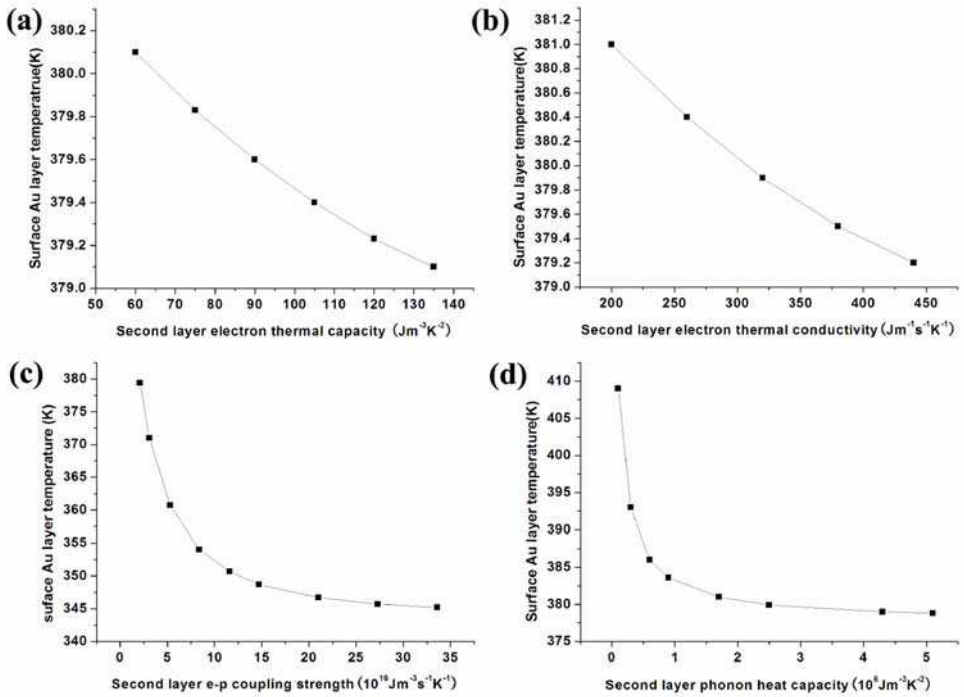 (a)
380.2
380.0
379.8
379.6
379.4
379.2
379.0
Surface Au layer temperatrue(K)
50 60 70 80 90 100 110 120 130 140
Second layer electron thermal capacity (Jm⁻³K⁻²)
(b)
381.0
380.8
380.6
380.4
380.2
380.0
379.8
379.6
379.4
379.2
379.0
Surface Au layer temperature(K)
200 250 300 350 400 450
Second layer electron thermal conductivity(Jm⁻¹s⁻¹K⁻¹)
(c)
380
375
370
365
360
355
350
345
340
suface Au layer temperature (K)
0 5 10 15 20 25 30 35
Second layer e-p coupling strength(10¹⁶Jm⁻³s⁻¹K⁻¹)
(d)
410
405
400
395
390
385
380
375
Surface Au layer temperature(K)
0 1 2 3 4 5
Second layer phonon heat capacity(10⁶Jm⁻³K⁻²)